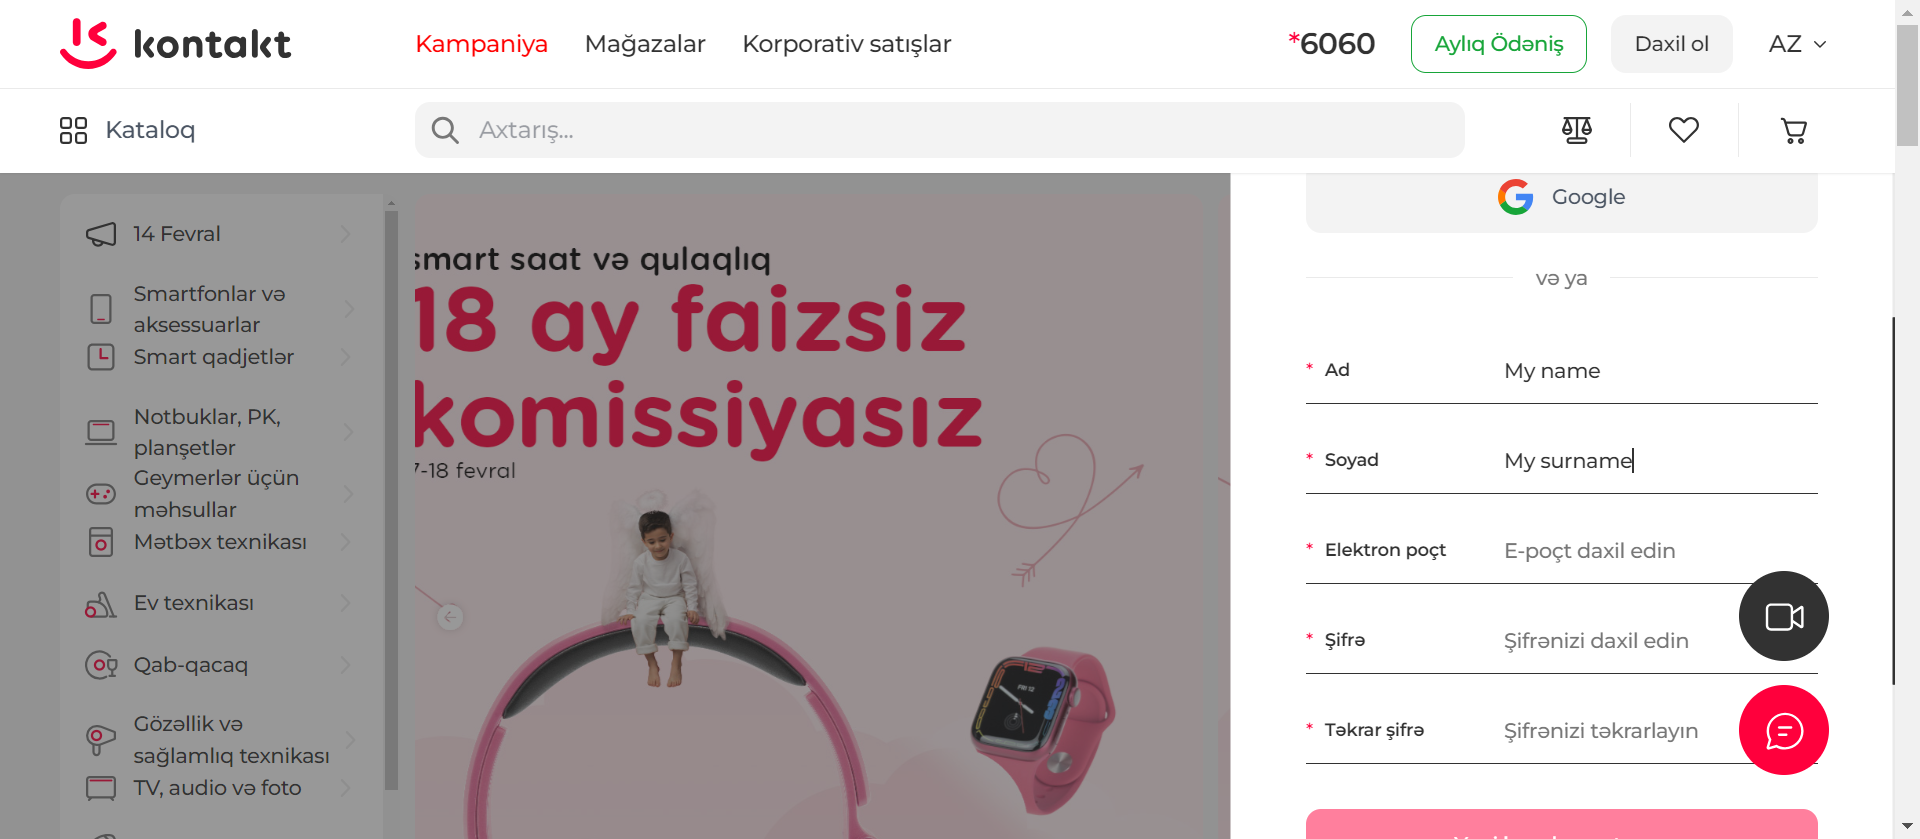 kontakt
Kampaniya
Mağazalar
Korporativ satışlar
*6060
Aylıq Ödəniş
Daxil ol
AZ
Kataloq
Axtarış...
14 Fevral
Smartfonlar və
aksessuarlar
Smart qadjetlər
Notbuklar, PK,
planşetlər
Geymerlər üçün
məhsullar
Mətbəx texnikası
Ev texnikası
Qab-qacaq
Gözəllik və
sağlamlıq texnikası
TV, audio və foto
smart saat və qulaqlıq
18 ay faizsiz
komissiyasız
7-18 fevral
FRI 12
Google
və ya
* Ad
My name
* Soyad
My surname
* Elektron poçt
E-poçt daxil edin
* Şifrə
Şifrənizi daxil edin
* Təkrar şifrə
Şifrənizi təkrarlayın